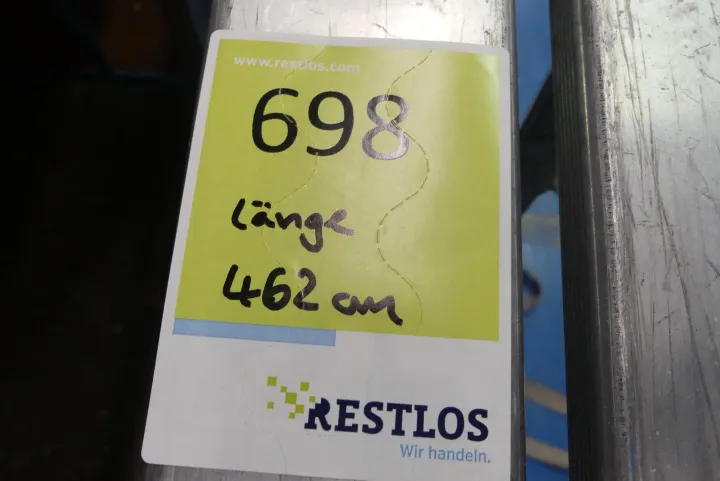 www.restlos.com
698
Länge
462 cm
RESTLOS
Wir handeln.